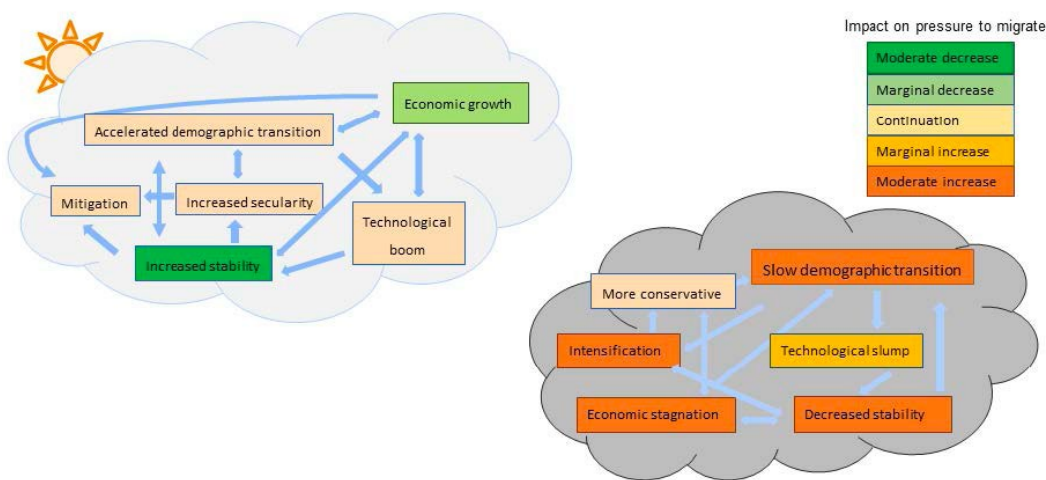 Impact on pressure to migrate
Moderate decrease
Marginal decrease
Continuation
Marginal increase
Moderate increase
Economic growth
Accelerated demographic transition
Mitigation
Increased secularity
Technological
boom
Increased stability
Slow demographic transition
More conservative
Intensification
Technological slump
Economic stagnation
Decreased stability